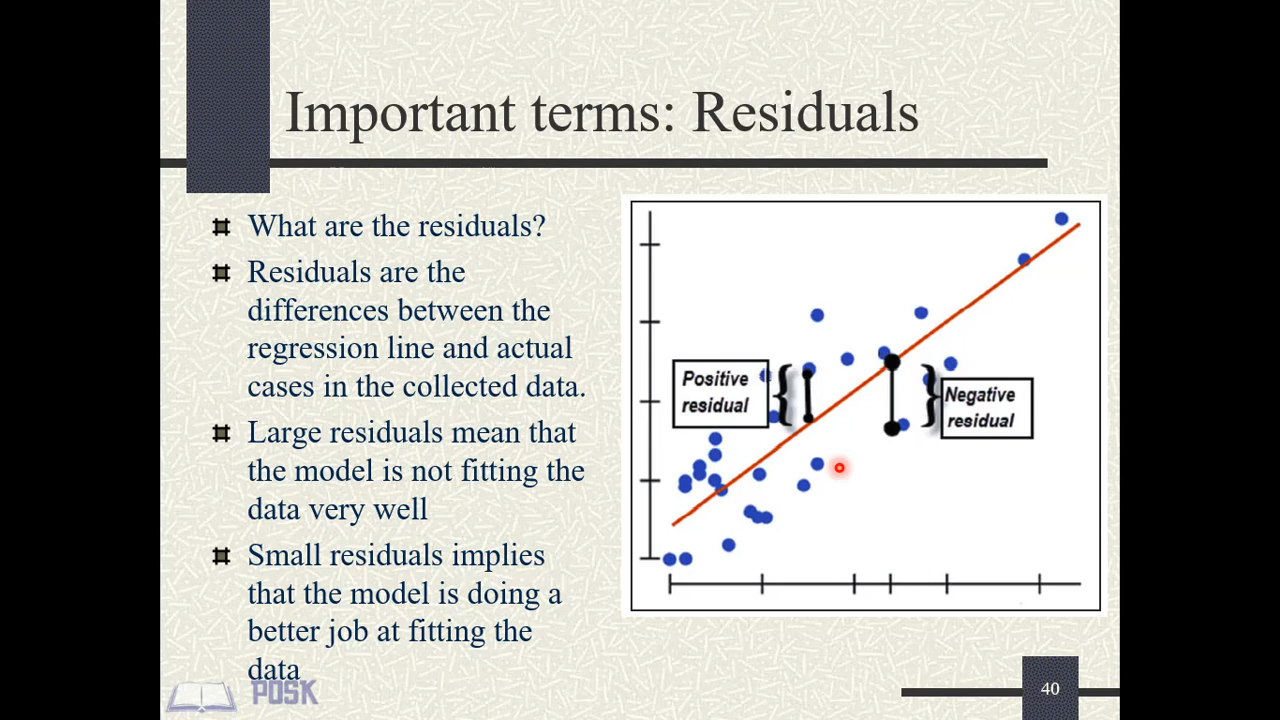 Important terms: Residuals
What are the residuals?
Residuals are the
differences between the
regression line and actual
cases in the collected data.
Large residuals mean that
the model is not fitting the
data very well
Small residuals implies
that the model is doing a
better job at fitting the
data
Positive
residual
Negative
residual
POSK
40